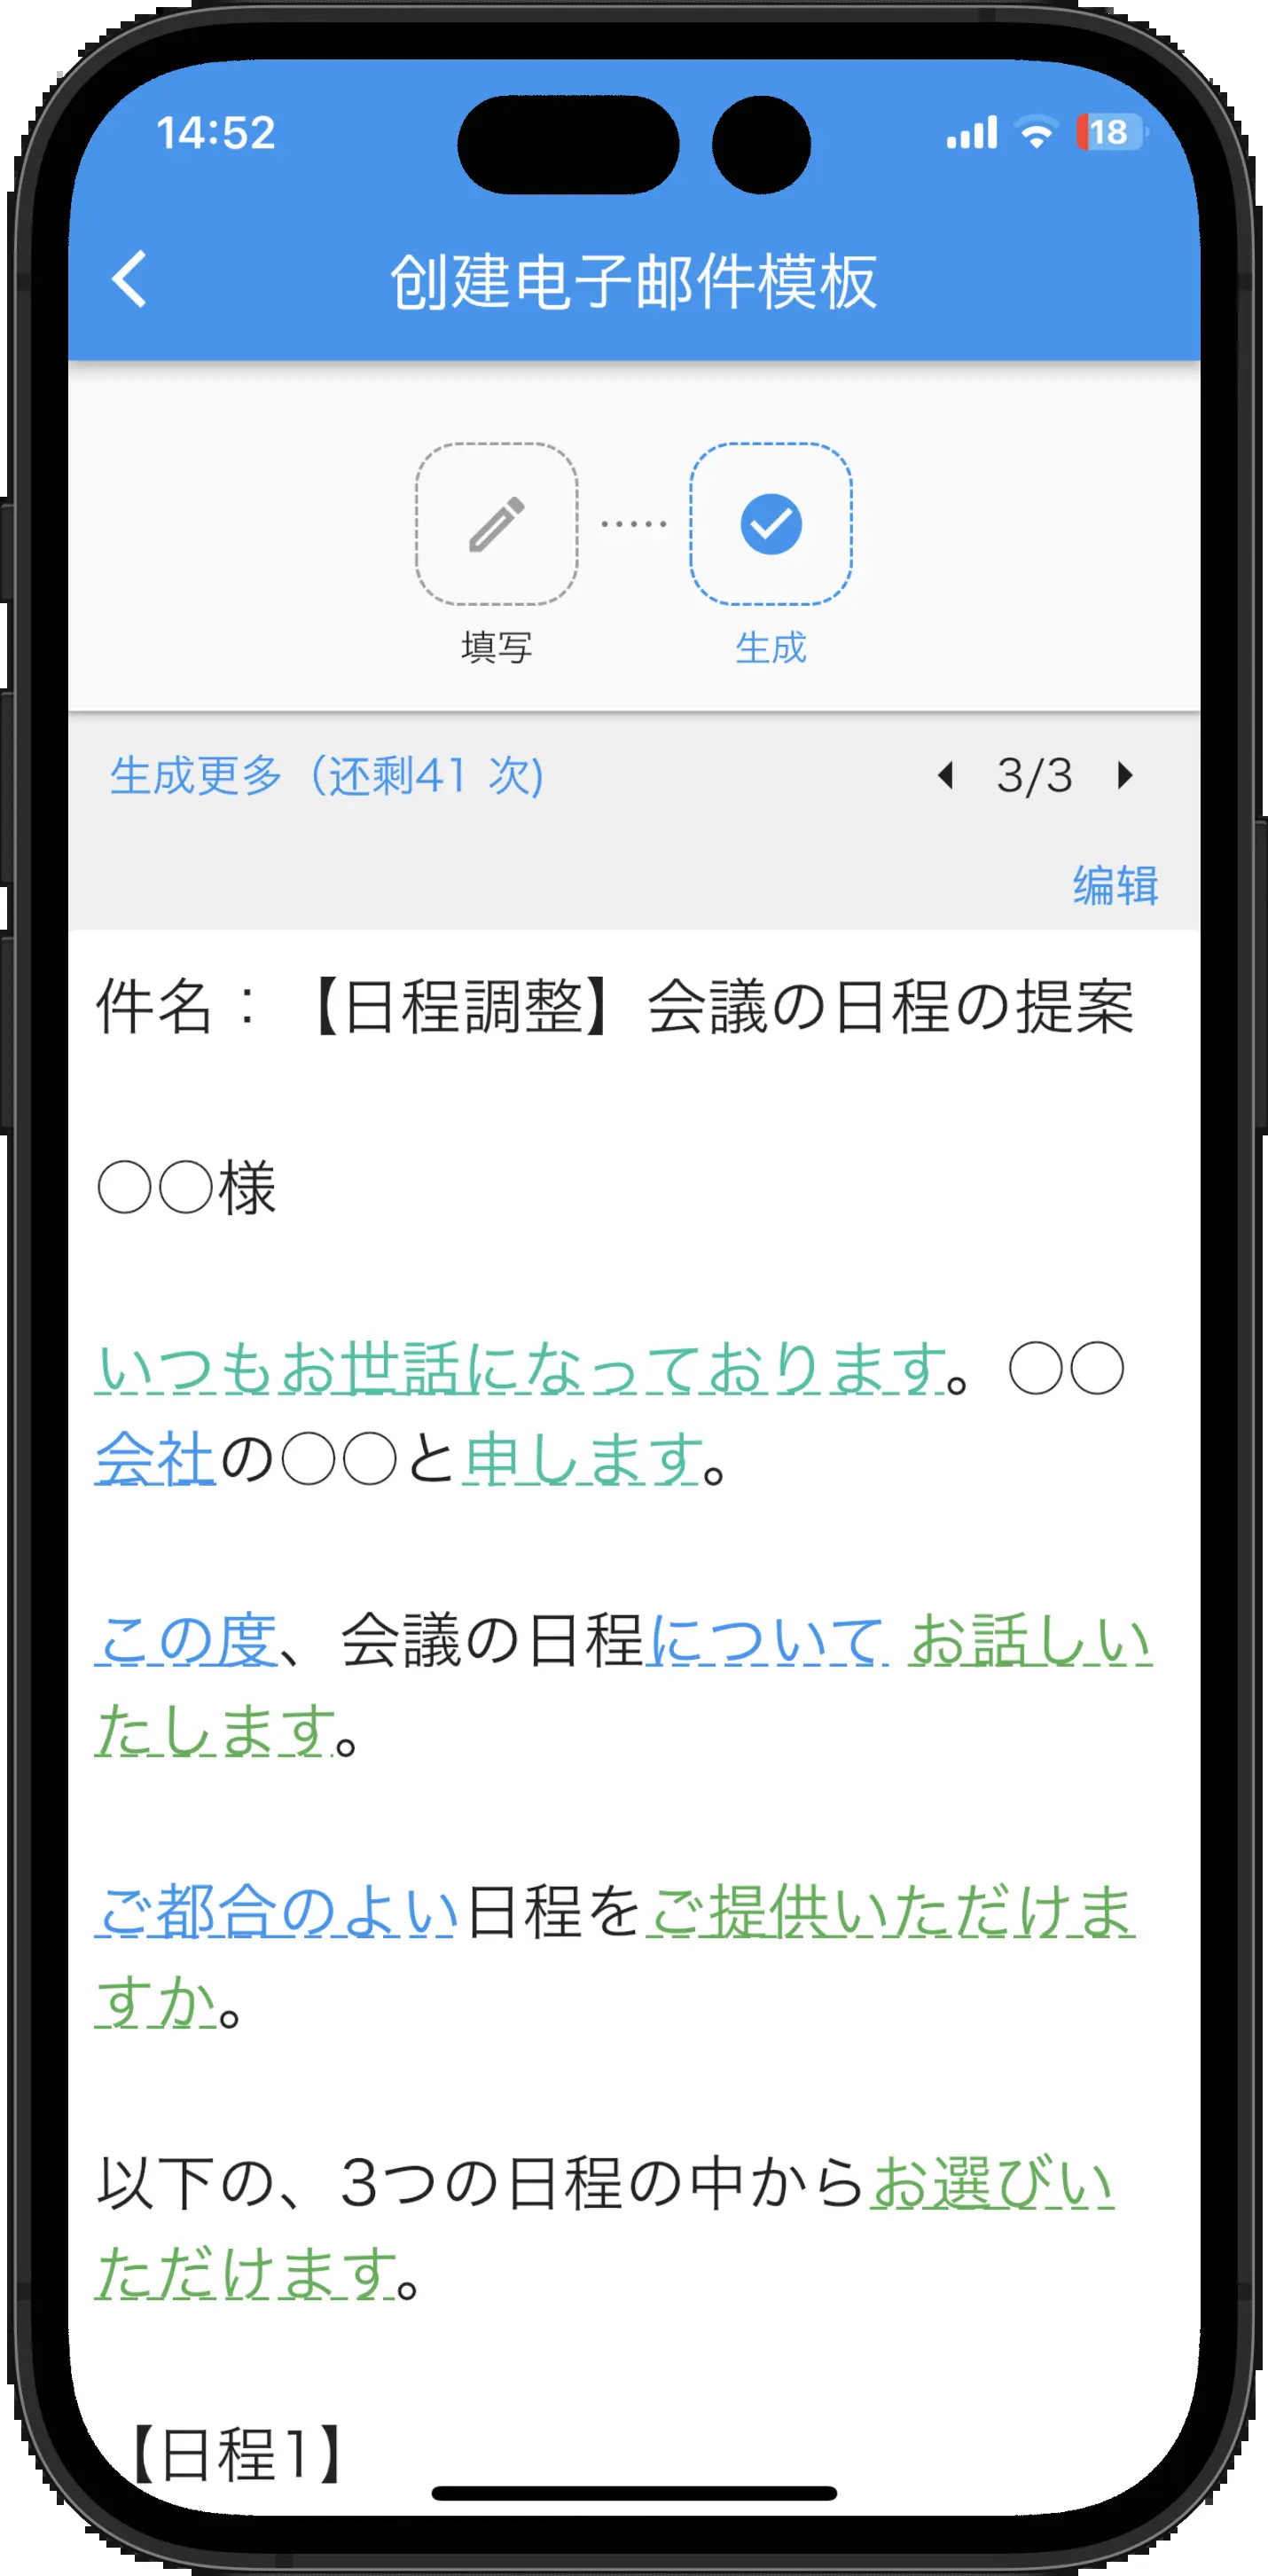 14:52
18
创建电子邮件模板
填写
生成
生成更多（还剩41 次)
3/3
编辑
件名：【日程調整】会議の日程の提案
〇〇様
いつもお世話になっております。〇〇
会社の〇〇と申します。
この度、会議の日程について お話しい
たします。
ご都合のよい日程をご提供いただけま
すか。
以下の、3つの日程の中からお選びい
ただけます。
【日程1】